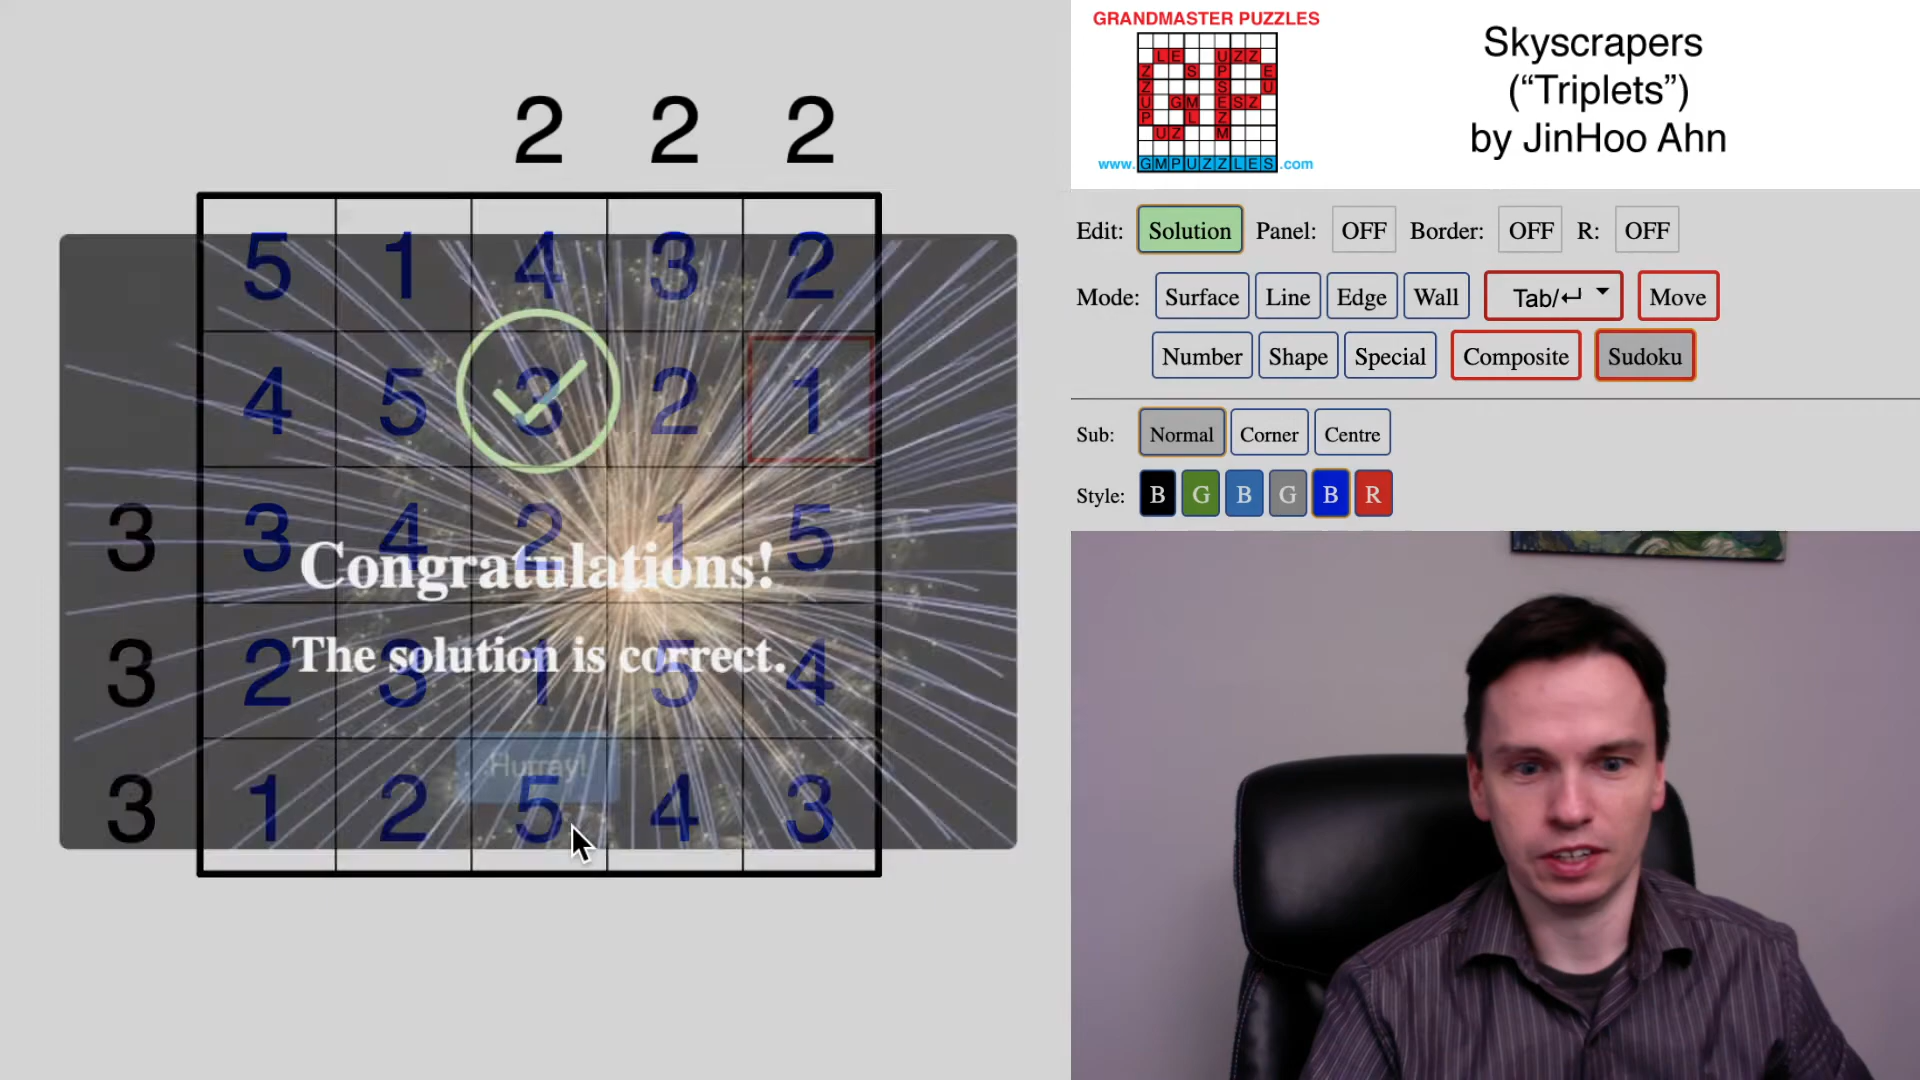 GRANDMASTER PUZZLES
L E U Z Z
Z S P E
Z S U
U G M E S Z
P L Z
U Z M
www.GMPUZZLES.com
Skyscrapers
(“Triplets”)
by JinHoo Ahn
2 2 2
5 1 4 3 2
4 5 3 2 1
3 3 4 2 1 5
Congratulations!
The solution is correct.
3 2 3 1 5 4
Hurray!
3 1 2 5 4 3
Edit: Solution Panel: OFF Border: OFF R: OFF
Mode: Surface Line Edge Wall Tab/↵ Move
Number Shape Special Composite Sudoku
Sub: Normal Corner Centre
Style: B G B G B R